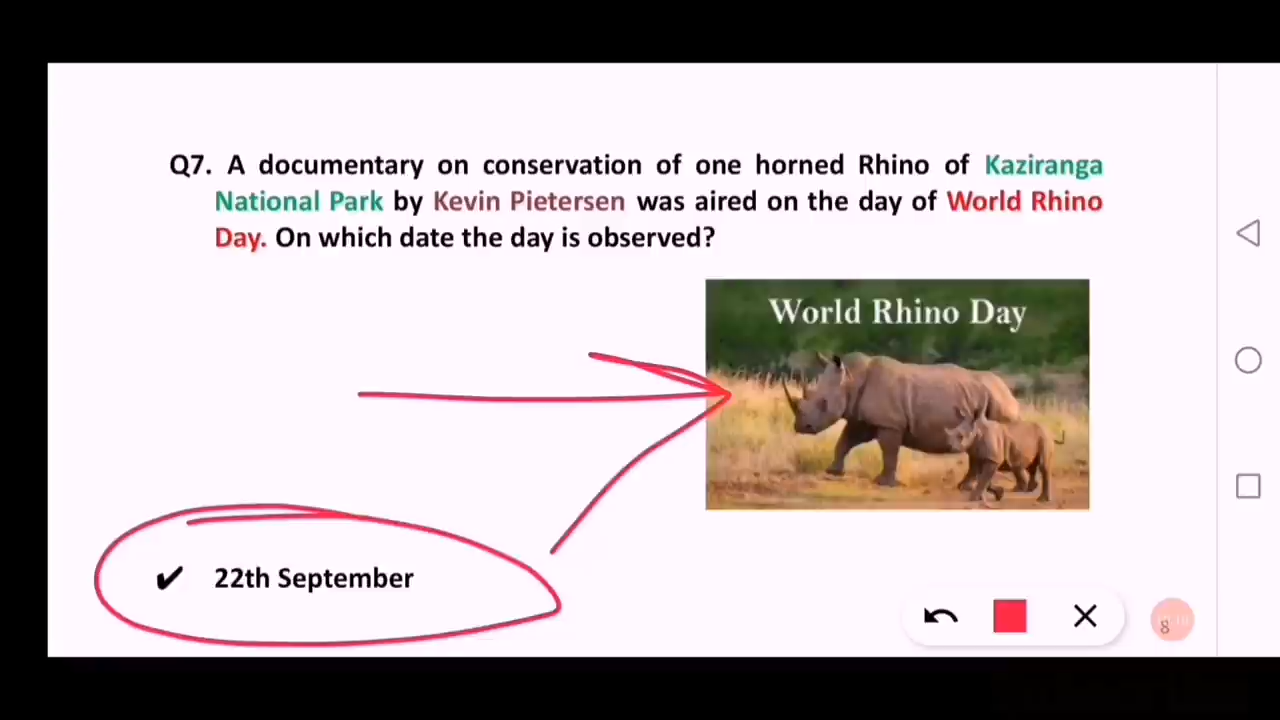 Q7. A documentary on conservation of one horned Rhino of Kaziranga
National Park by Kevin Pietersen was aired on the day of World Rhino
Day. On which date the day is observed?
World Rhino Day
✔ 22th September
8